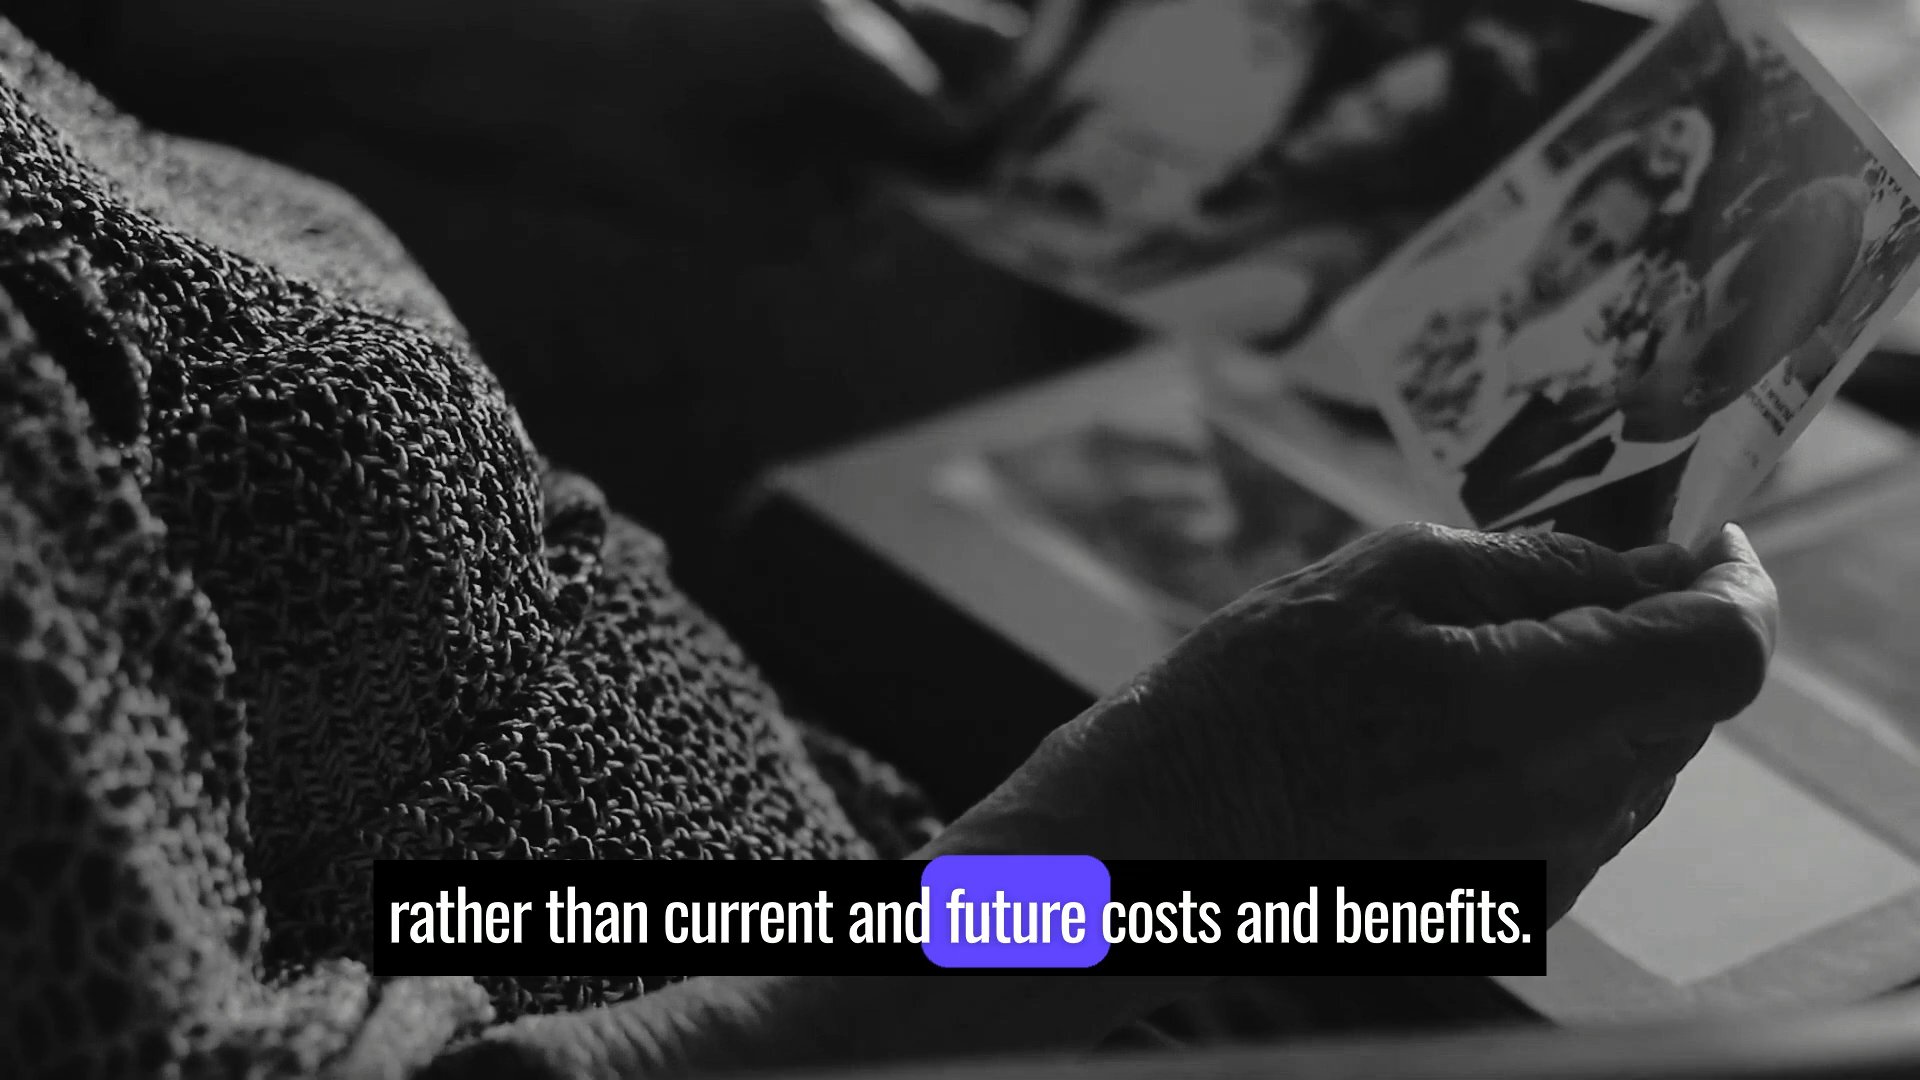 rather than current and future costs and benefits.